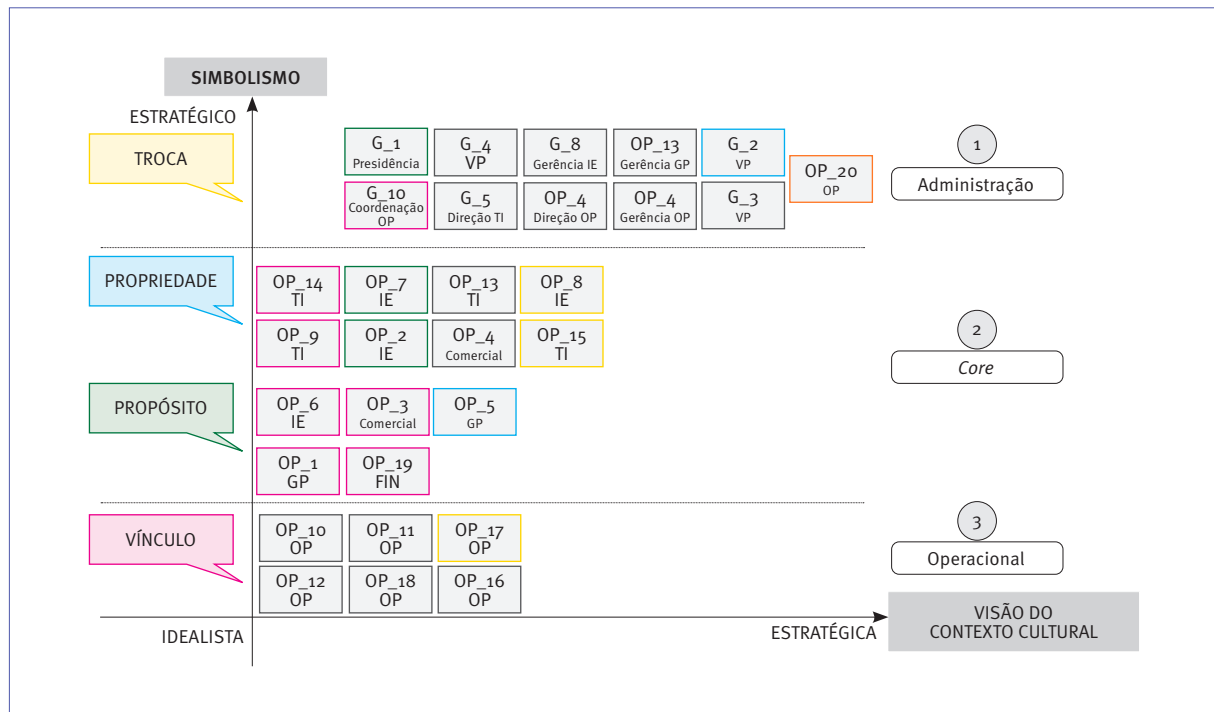 SIMBOLISMO
ESTRATÉGICO
TROCA
G_1
Presidência
G_4
VP
G_8
Gerência IE
OP_13
Gerência GP
G_2
VP
OP_20
OP
G_10
Coordenação
OP
G_5
Direção TI
OP_4
Direção OP
OP_4
Gerência OP
G_3
VP
1
Administração
PROPRIEDADE
OP_14
TI
OP_7
IE
OP_13
TI
OP_8
IE
OP_9
TI
OP_2
IE
OP_4
Comercial
OP_15
TI
2
Core
PROPÓSITO
OP_6
IE
OP_3
Comercial
OP_5
GP
OP_1
GP
OP_19
FIN
VÍNCULO
OP_10
OP
OP_11
OP
OP_17
OP
OP_12
OP
OP_18
OP
OP_16
OP
3
Operacional
IDEALISTA
ESTRATÉGICA
VISÃO DO
CONTEXTO CULTURAL